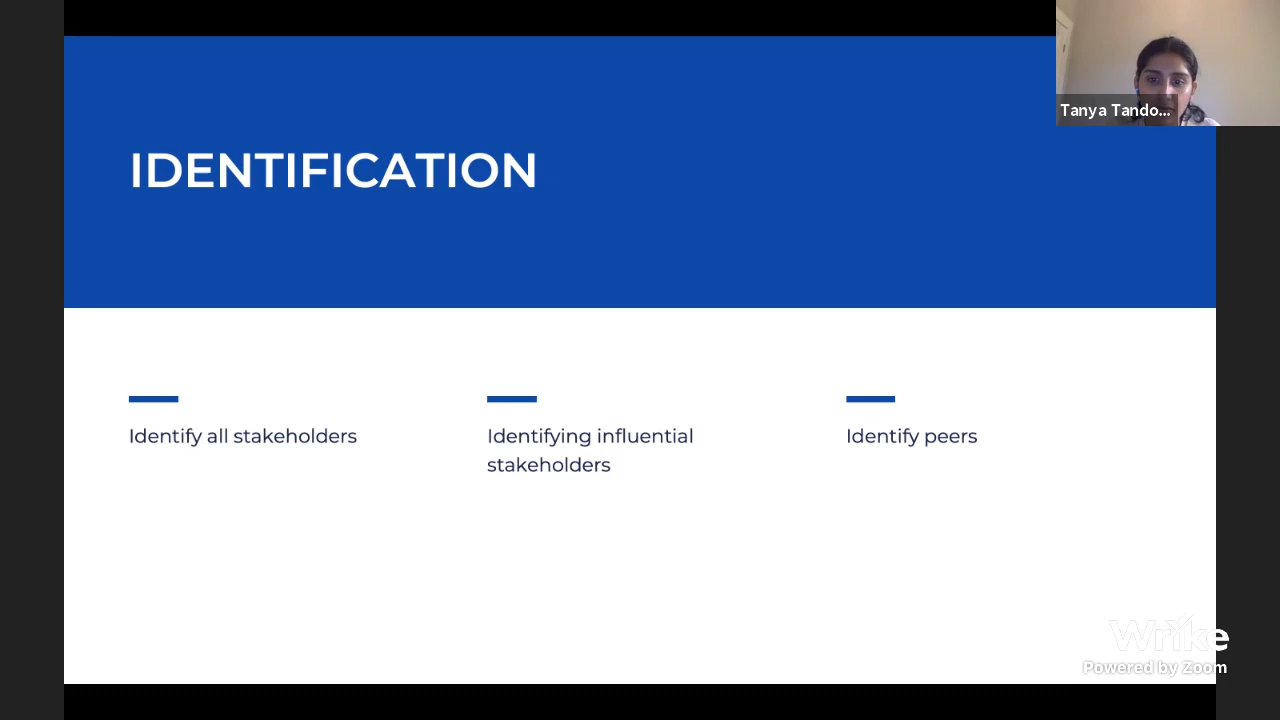 Tanya Tando...
IDENTIFICATION
Identify all stakeholders
Identifying influential
stakeholders
Identify peers
Wrike
Powered by Zoom